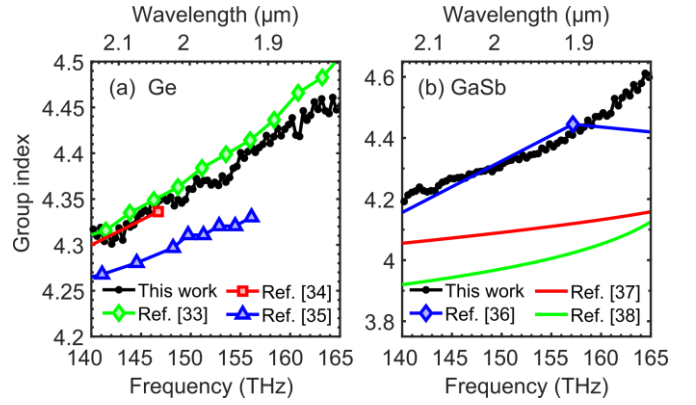 Wavelength (µm)
2.1 2 1.9
4.5
4.45
4.4
4.35
4.3
4.25
4.2
Group index
(a) Ge
This work
Ref. [33]
Ref. [34]
Ref. [35]
140 145 150 155 160 165
Frequency (THz)
Wavelength (µm)
2.1 2 1.9
4.6
4.4
4.2
4
3.8
(b) GaSb
This work
Ref. [36]
Ref. [37]
Ref. [38]
140 145 150 155 160 165
Frequency (THz)